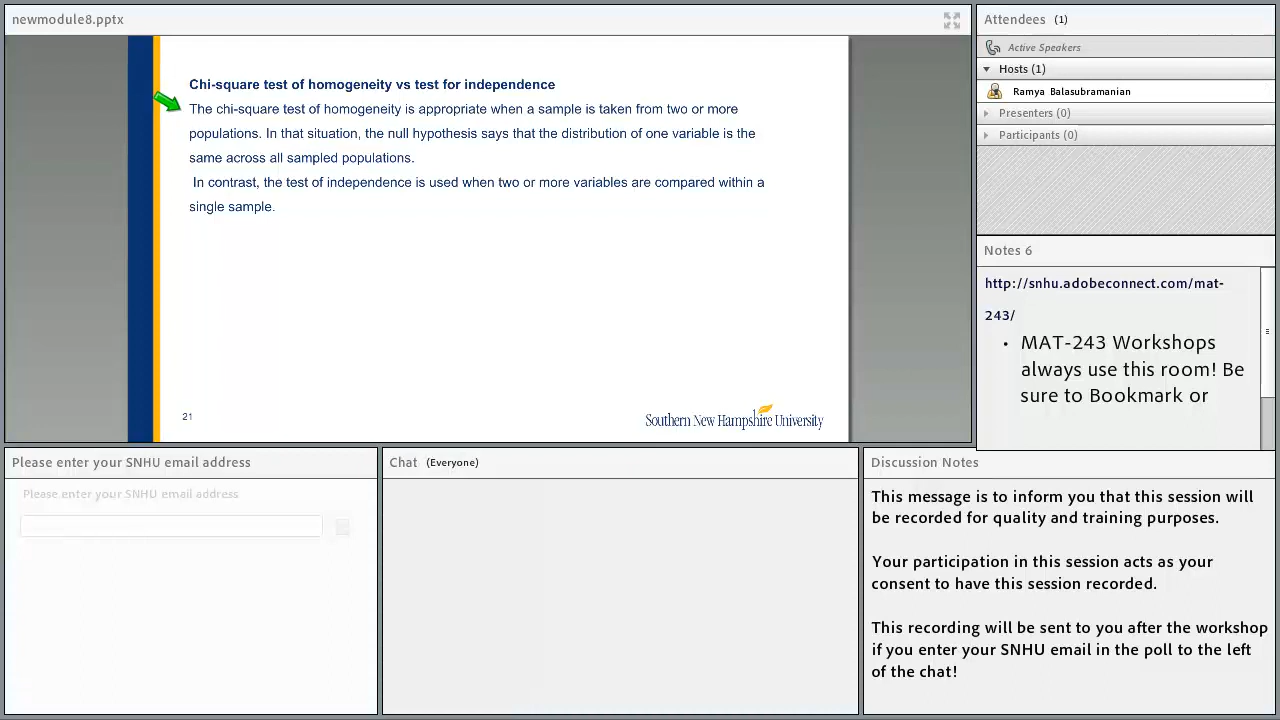 newmodule8.pptx
Chi-square test of homogeneity vs test for independence
The chi-square test of homogeneity is appropriate when a sample is taken from two or more
populations. In that situation, the null hypothesis says that the distribution of one variable is the
same across all sampled populations.
In contrast, the test of independence is used when two or more variables are compared within a
single sample.
21
Southern New Hampshire University
Attendees (1)
Active Speakers
Hosts (1)
Ramya Balasubramanian
Presenters (0)
Participants (0)
Notes 6
http://snhu.adobeconnect.com/mat-
243/
• MAT-243 Workshops
always use this room! Be
sure to Bookmark or
Please enter your SNHU email address
Please enter your SNHU email address
Chat (Everyone)
Discussion Notes
This message is to inform you that this session will
be recorded for quality and training purposes.
Your participation in this session acts as your
consent to have this session recorded.
This recording will be sent to you after the workshop
if you enter your SNHU email in the poll to the left
of the chat!